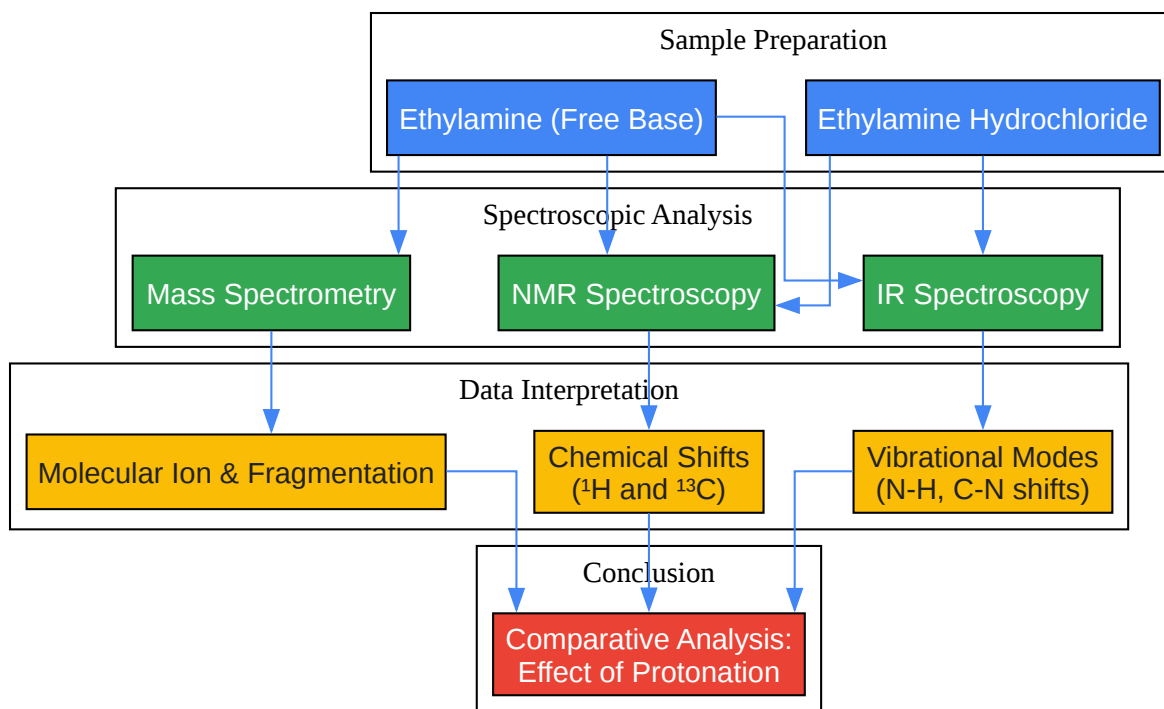 Sample Preparation
Ethylamine (Free Base)
Ethylamine Hydrochloride
Spectroscopic Analysis
Mass Spectrometry
NMR Spectroscopy
IR Spectroscopy
Data Interpretation
Molecular Ion & Fragmentation
Chemical Shifts
(¹H and ¹³C)
Vibrational Modes
(N-H, C-N shifts)
Conclusion
Comparative Analysis:
Effect of Protonation